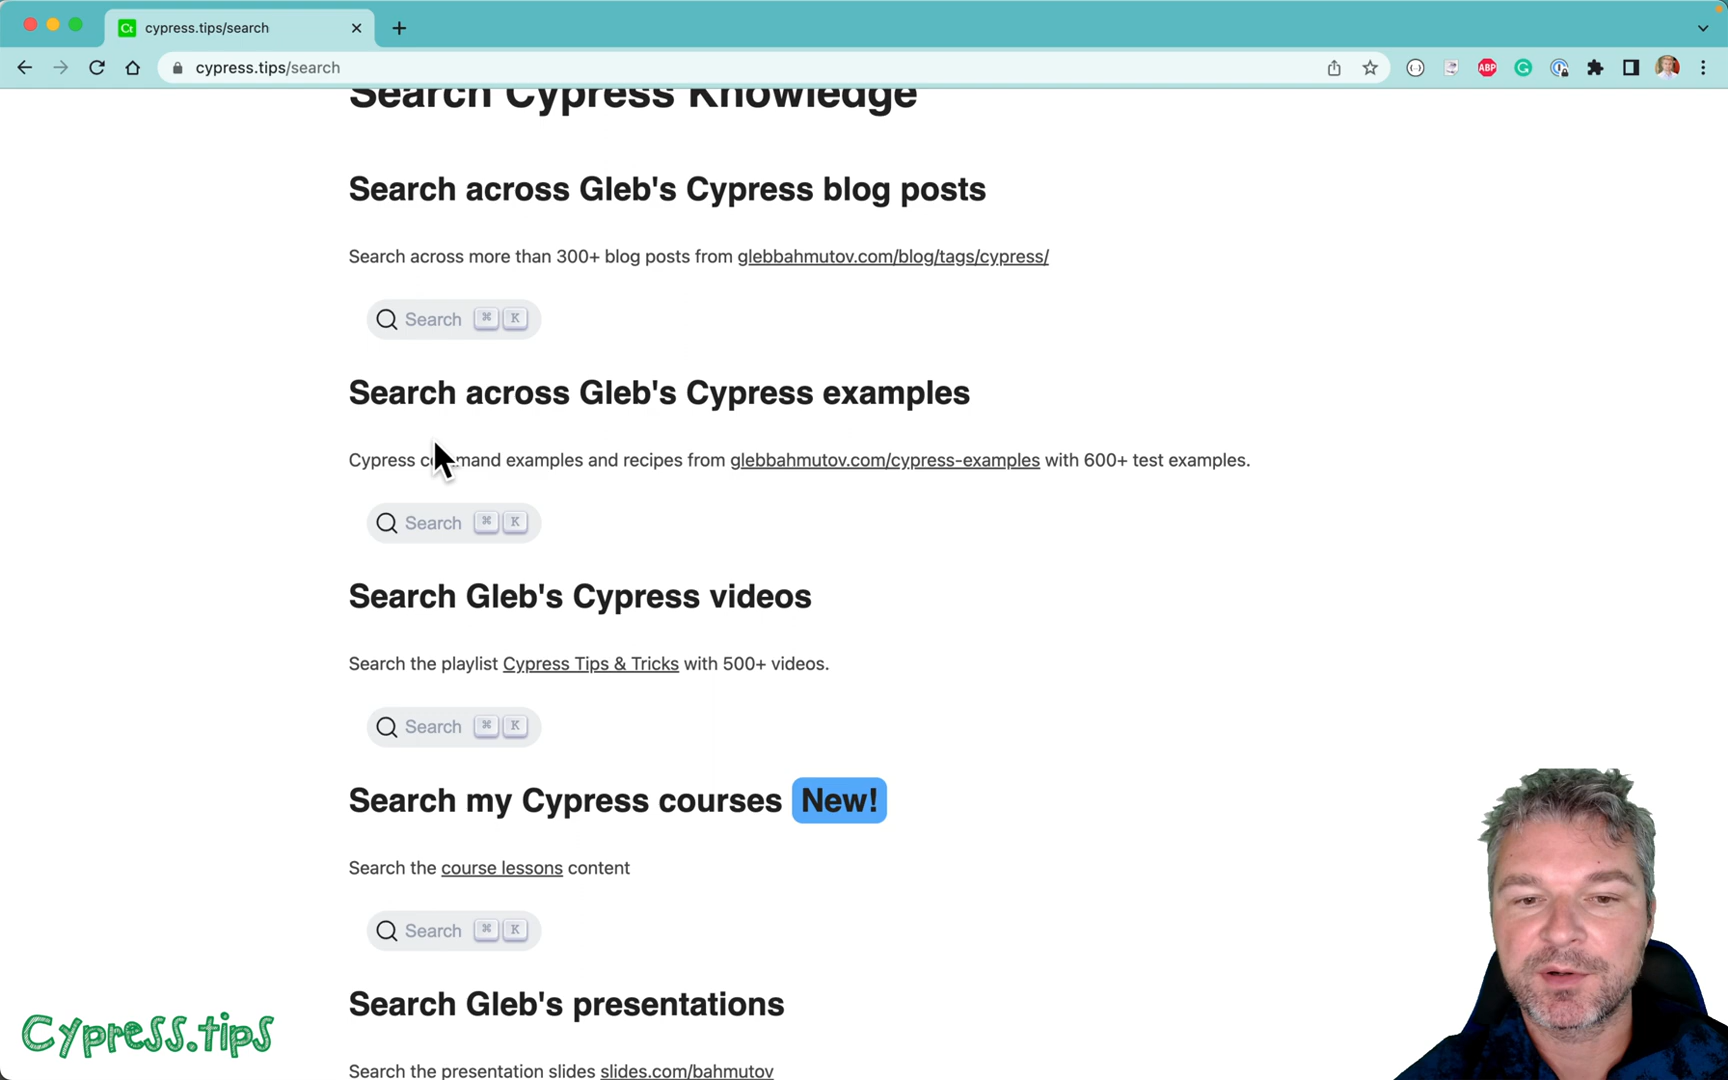 cypress.tips/search
cypress.tips/search
ABP
Search Cypress Knowledge
Search across Gleb's Cypress blog posts
Search across more than 300+ blog posts from glebbahmutov.com/blog/tags/cypress/
Search ⌘ K
Search across Gleb's Cypress examples
Cypress command examples and recipes from glebbahmutov.com/cypress-examples with 600+ test examples.
Search ⌘ K
Search Gleb's Cypress videos
Search the playlist Cypress Tips & Tricks with 500+ videos.
Search ⌘ K
Search my Cypress courses New!
Search the course lessons content
Search ⌘ K
Search Gleb's presentations
Search the presentation slides slides.com/bahmutov
Cypress.tips